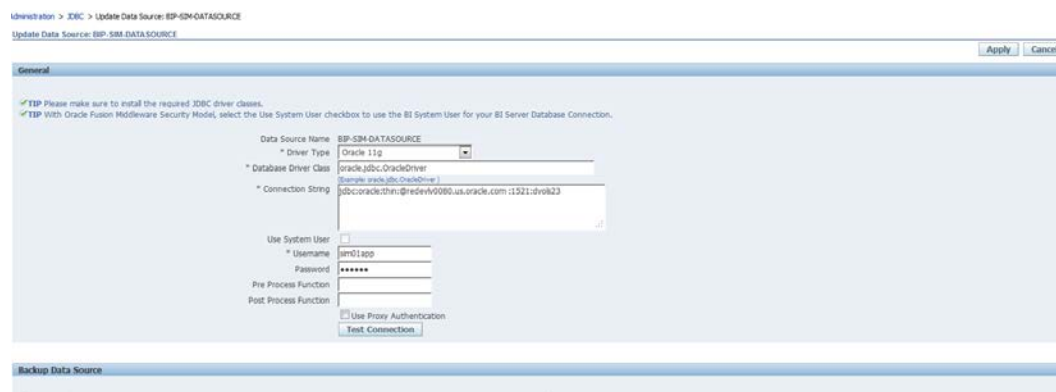 Administration > JDBC > Update Data Source: BIP-SIM-DATASOURCE
Update Data Source: BIP-SIM-DATASOURCE
Apply Cance
General
TIP Please make sure to install the required JDBC driver classes.
TIP With Oracle Fusion Middleware Security Model, select the Use System User checkbox to use the BI System User for your BI Server Database Connection.
Data Source Name BIP-SIM-DATASOURCE
* Driver Type Oracle 11g
* Database Driver Class oracle.jdbc.OracleDriver
(Example: oracle.jdbc.OracleDriver )
* Connection String jdbc:oracle:thin:@redevlv0080.us.oracle.com :1521:dvols23
Use System User
* Username sim01app
Password ••••••
Pre Process Function
Post Process Function
Use Proxy Authentication
Test Connection
Backup Data Source